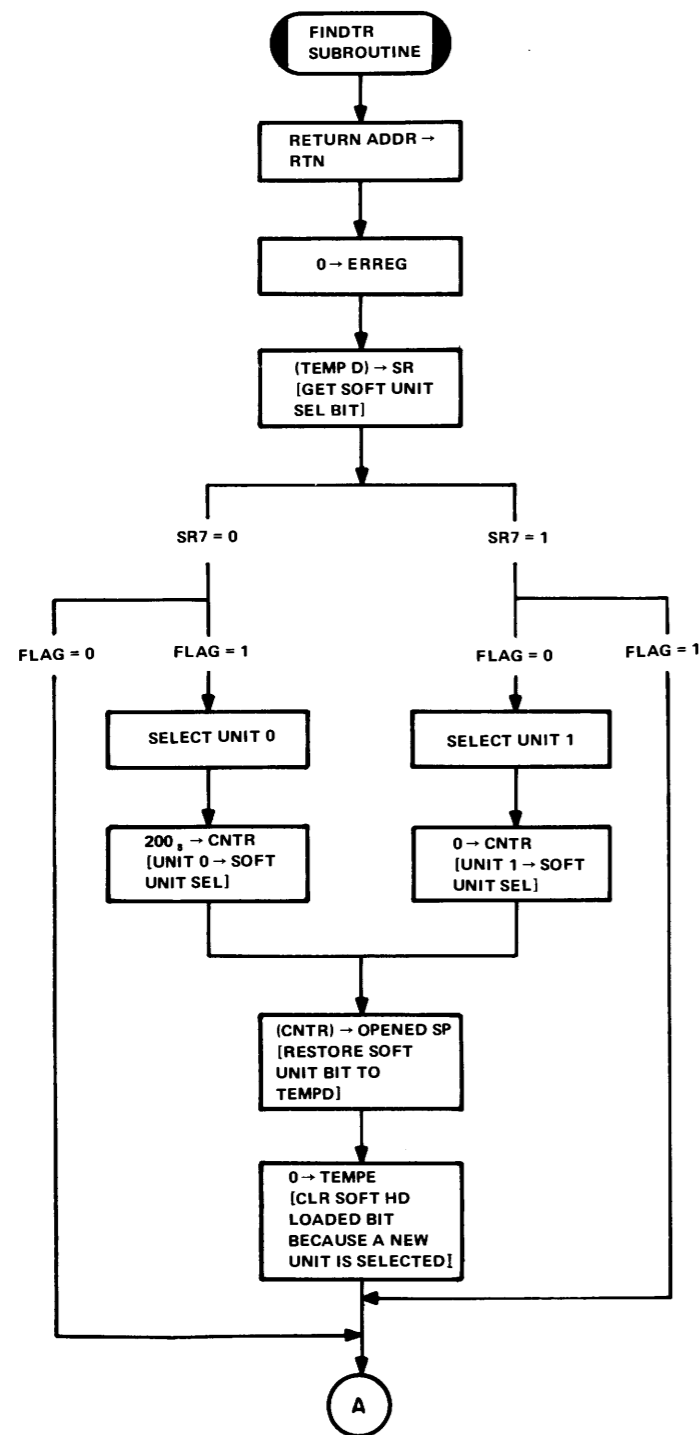 FINDTR
SUBROUTINE
RETURN ADDR →
RTN
0 → ERREG
(TEMP D) → SR
[GET SOFT UNIT
SEL BIT]
SR7 = 0
SR7 = 1
FLAG = 0
FLAG = 1
FLAG = 0
FLAG = 1
SELECT UNIT 0
SELECT UNIT 1
200₈ → CNTR
[UNIT 0 → SOFT
UNIT SEL]
0 → CNTR
[UNIT 1 → SOFT
UNIT SEL]
(CNTR) → OPENED SP
[RESTORE SOFT
UNIT BIT TO
TEMPD]
0 → TEMPE
[CLR SOFT HD
LOADED BIT
BECAUSE A NEW
UNIT IS SELECTED]
A